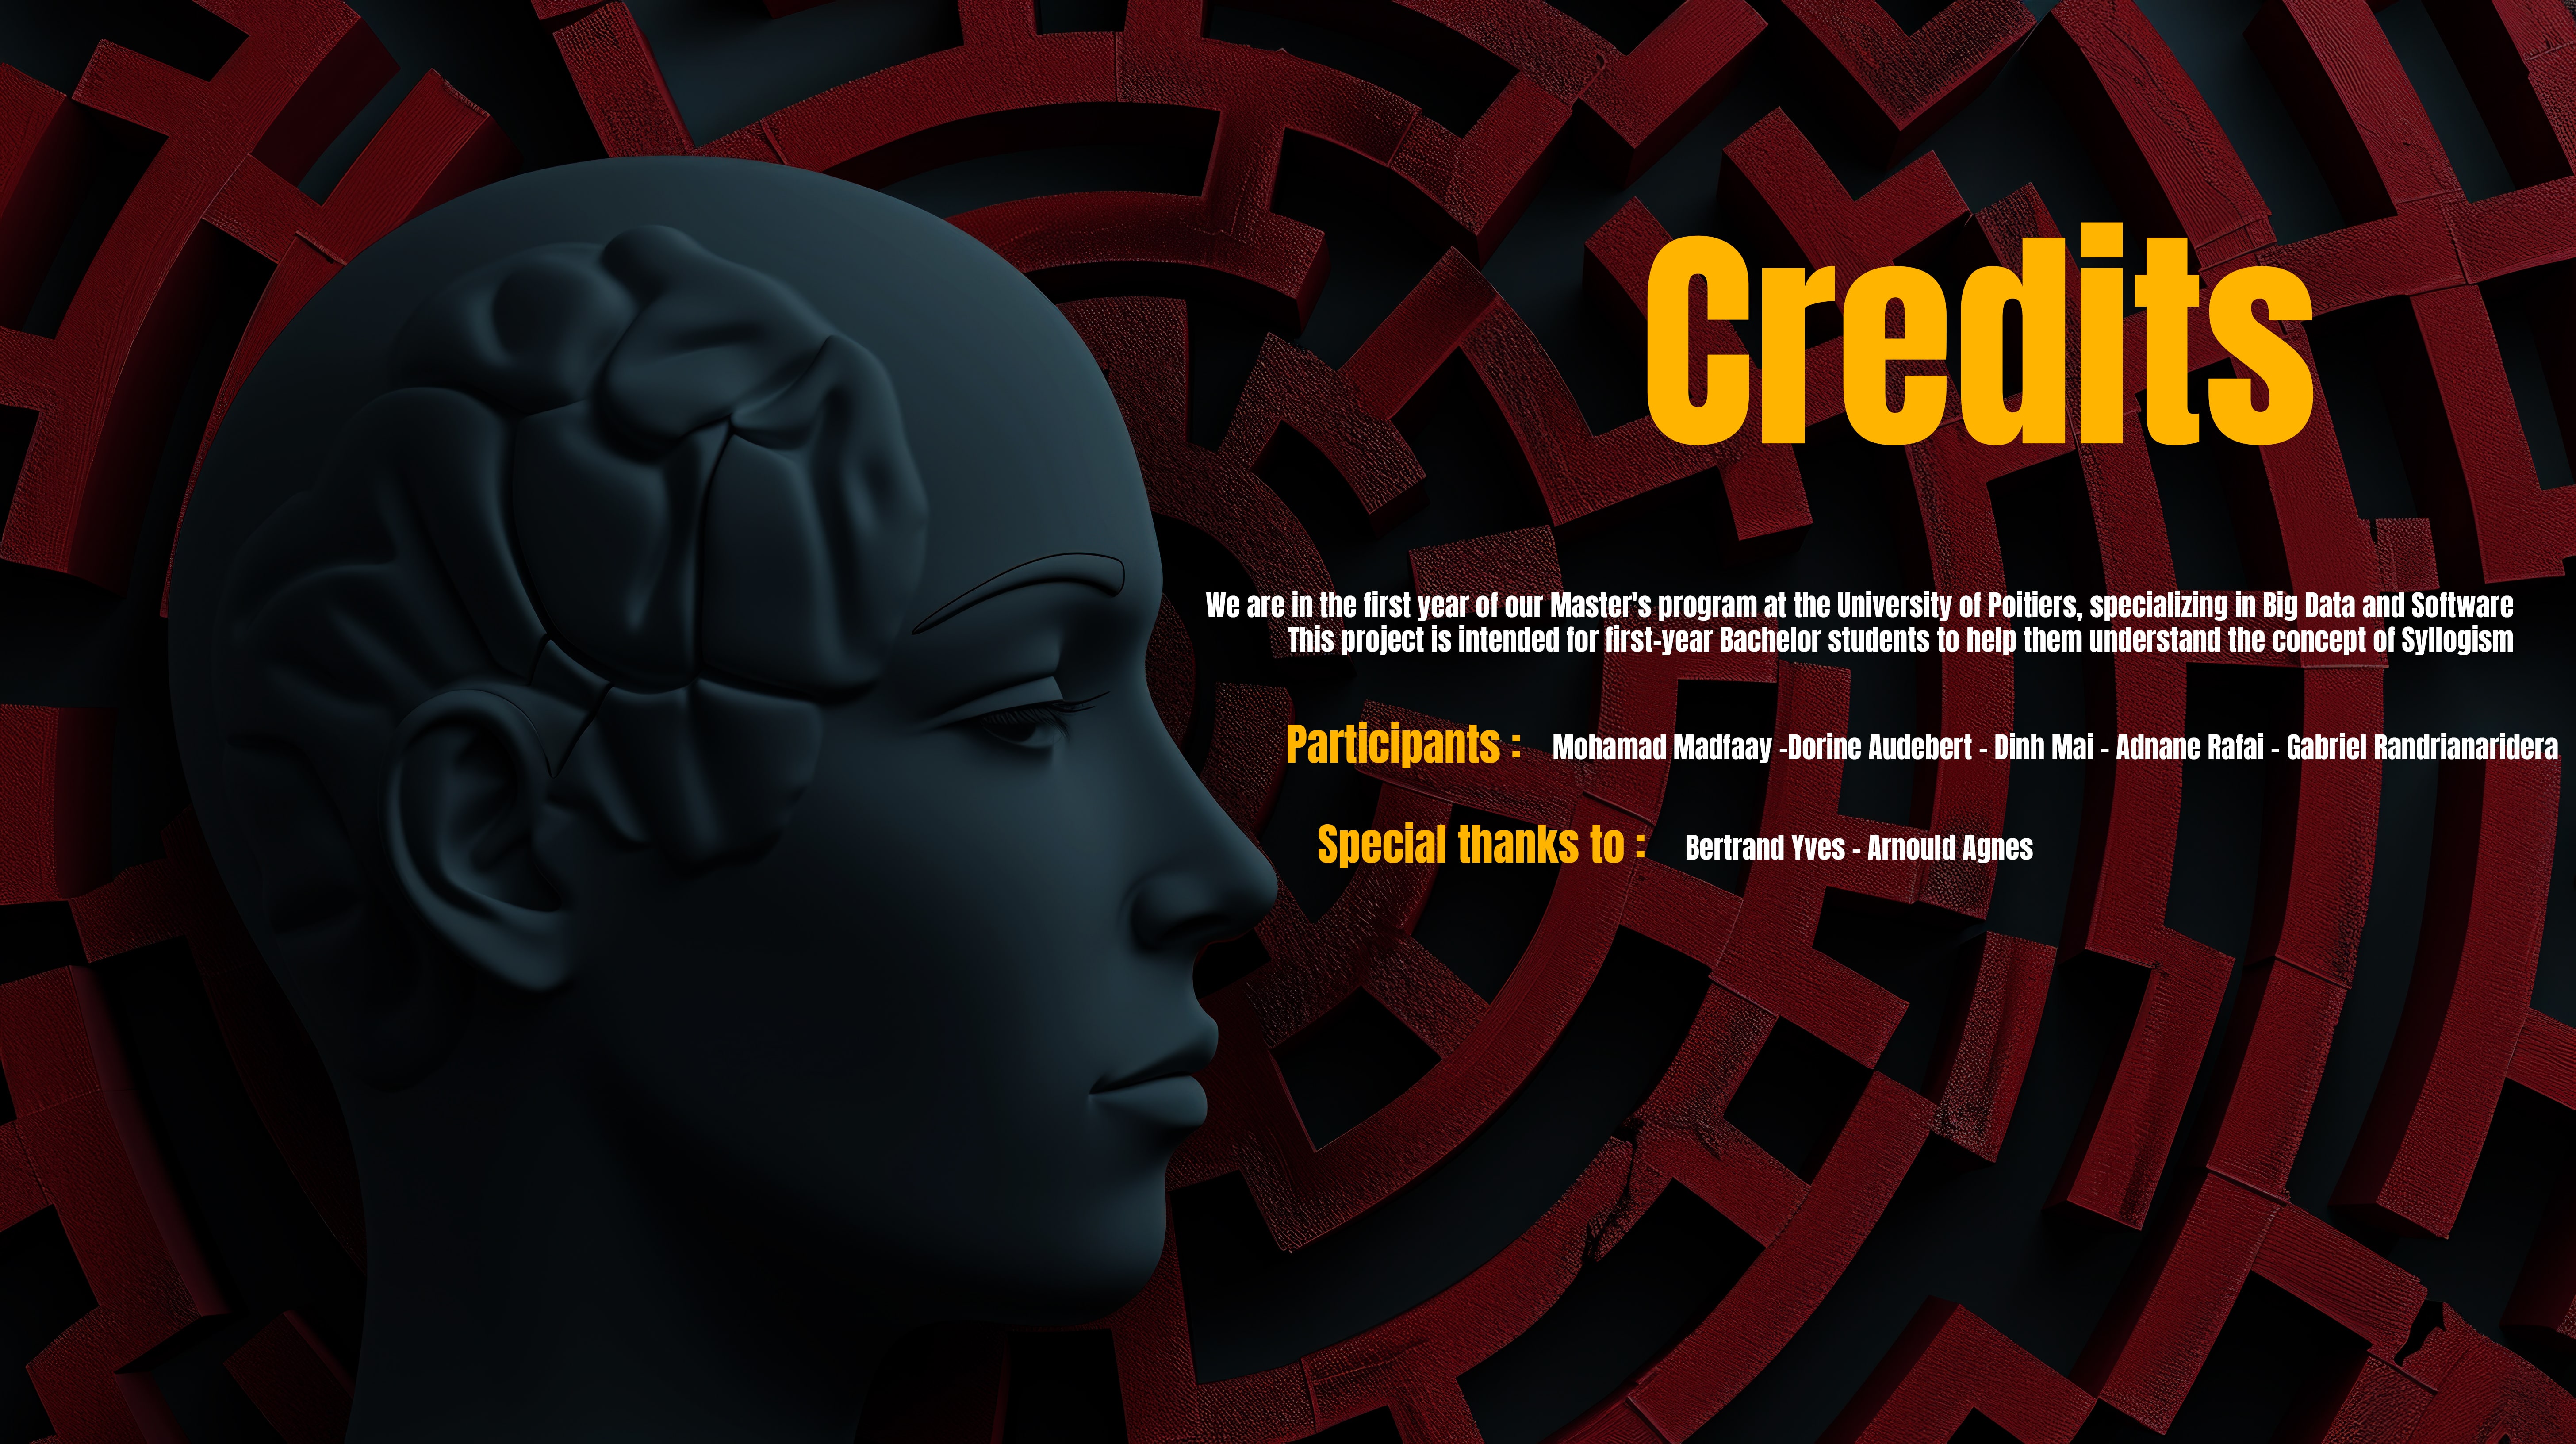 Credits
We are in the first year of our Master's program at the University of Poitiers, specializing in Big Data and Software
This project is intended for first-year Bachelor students to help them understand the concept of Syllogism
Participants : Mohamad Madfaay -Dorine Audebert - Dinh Mai - Adnane Rafai - Gabriel Randrianaridera
Special thanks to : Bertrand Yves - Arnould Agnes